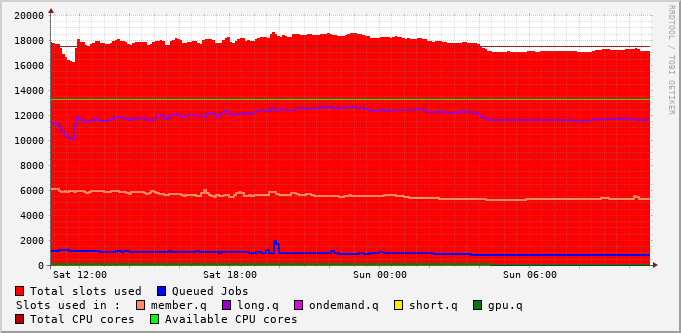 RRDTOOL / TOBI OETIKER
20000
18000
16000
14000
12000
10000
8000
6000
4000
2000
0
Sat 12:00 Sat 18:00 Sun 00:00 Sun 06:00
Total slots used Queued Jobs
Slots used in : member.q long.q ondemand.q short.q gpu.q
Total CPU cores Available CPU cores